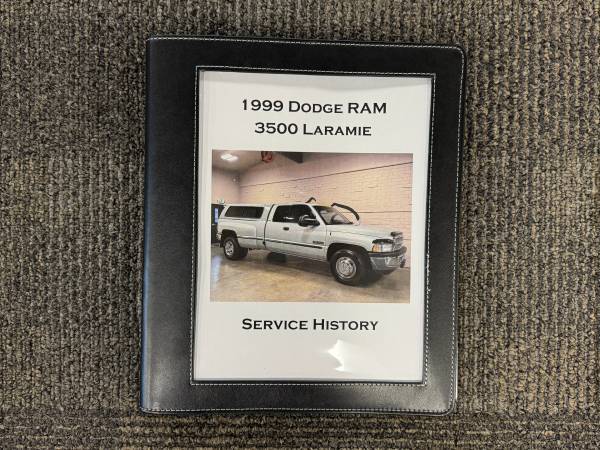 1999 Dodge RAM
3500 Laramie
Service History